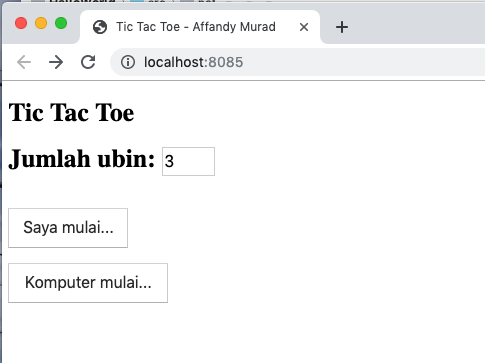 Tic Tac Toe - Affandy Murad
localhost:8085
Tic Tac Toe
Jumlah ubin: 3
Saya mulai...
Komputer mulai...